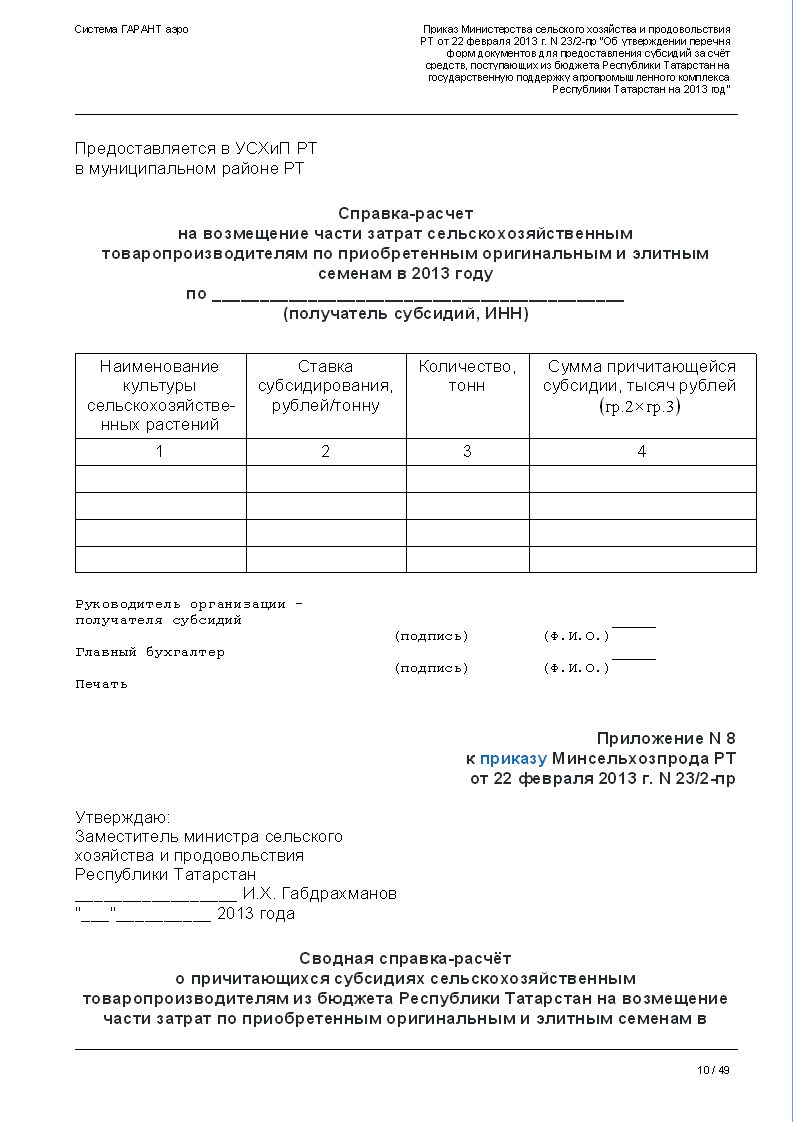 Система ГАРАНТ аэро
Приказ Министерства сельского хозяйства и продовольствия
РТ от 22 февраля 2013 г. N 23/2-пр "Об утверждении перечня
форм документов для предоставления субсидий за счёт
средств, поступающих из бюджета Республики Татарстан на
государственную поддержку агропромышленного комплекса
Республики Татарстан на 2013 год"
Предоставляется в УСХиП РТ
в муниципальном районе РТ
Справка-расчет
на возмещение части затрат сельскохозяйственным
товаропроизводителям по приобретенным оригинальным и элитным
семенам в 2013 году
по ___________________________________________
(получатель субсидий, ИНН)
Наименование
культуры
сельскохозяйстве-
нных растений
Ставка
субсидирования,
рублей/тонну
Количество,
тонн
Сумма причитающейся
субсидии, тысяч рублей
(гр.2×гр.3)
1 2 3 4
Руководитель организации -
получателя субсидий _____
(подпись) (Ф.И.О.)
Главный бухгалтер _____
(подпись) (Ф.И.О.)
Печать
Приложение N 8
к приказу Минсельхозпрода РТ
от 22 февраля 2013 г. N 23/2-пр
Утверждаю:
Заместитель министра сельского
хозяйства и продовольствия
Республики Татарстан
_________________ И.Х. Габдрахманов
"___"__________ 2013 года
Сводная справка-расчёт
о причитающихся субсидиях сельскохозяйственным
товаропроизводителям из бюджета Республики Татарстан на возмещение
части затрат по приобретенным оригинальным и элитным семенам в
10 / 49